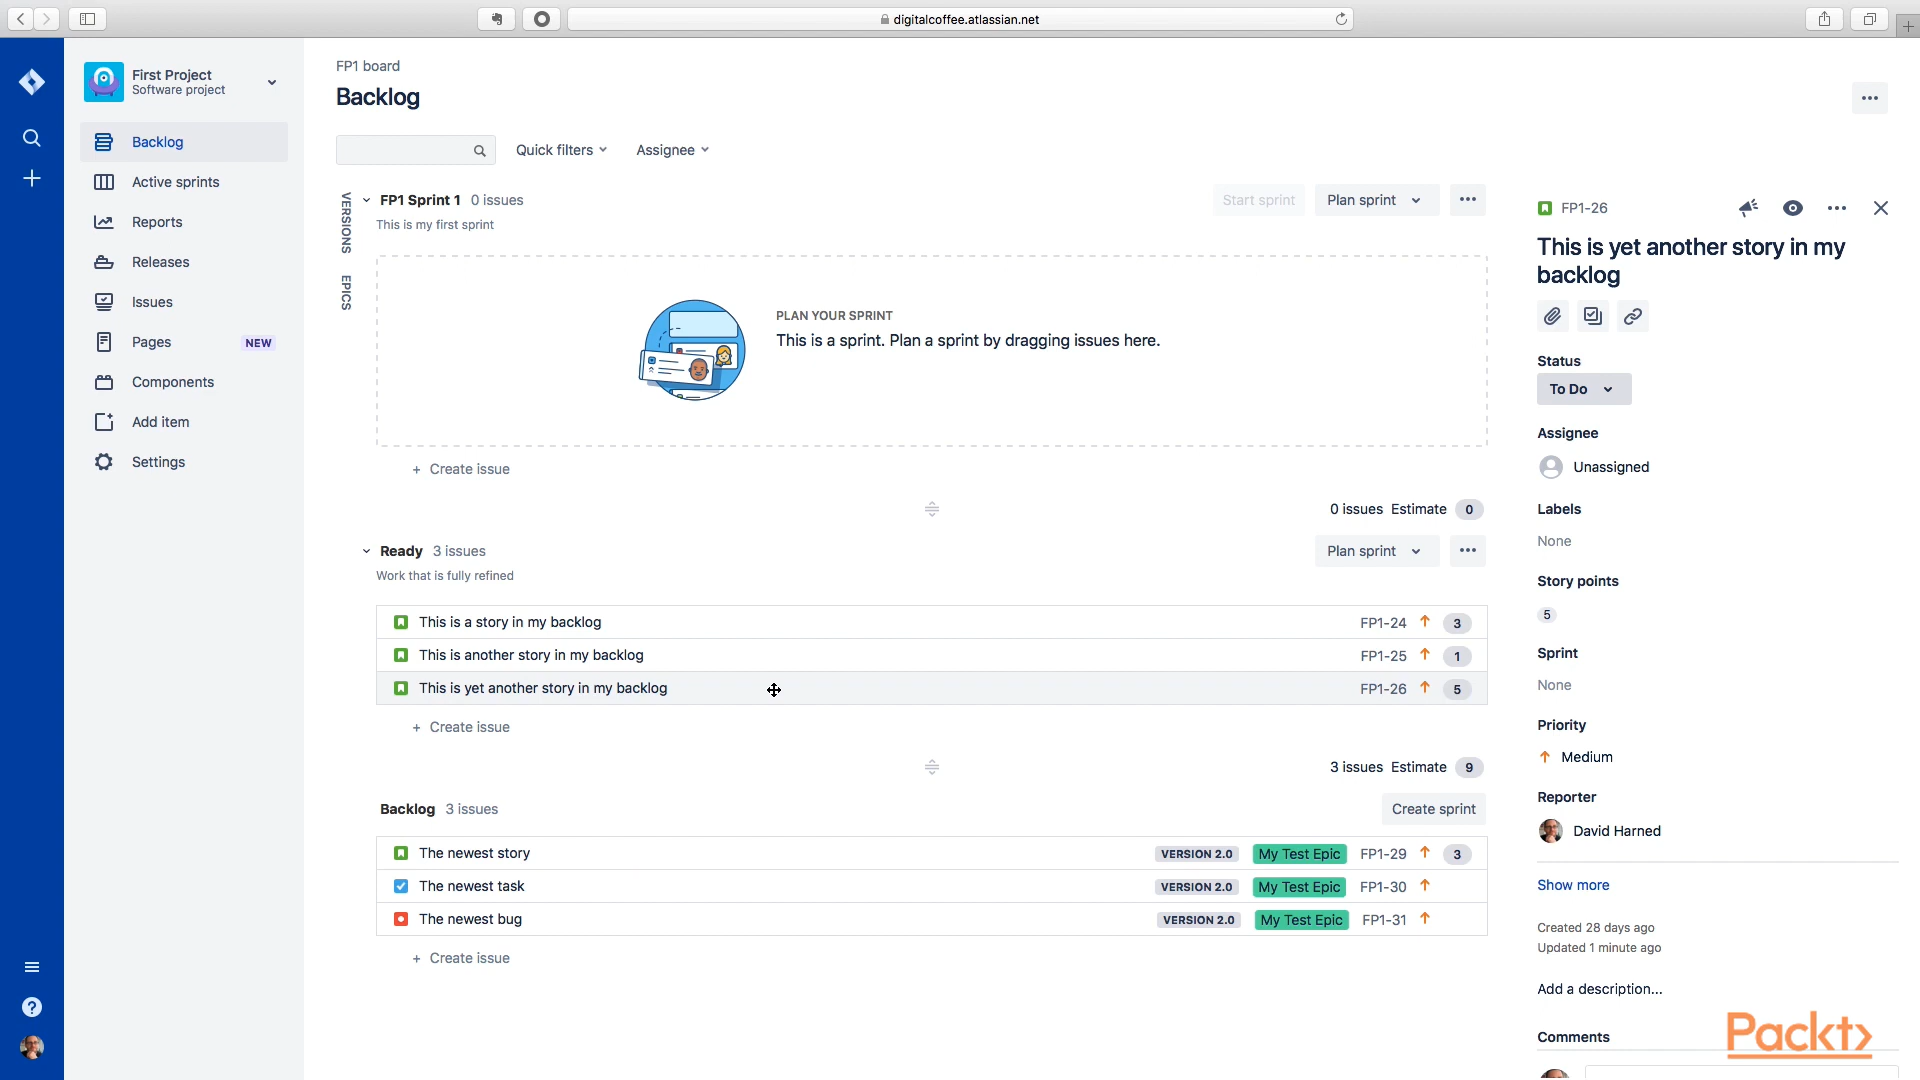 digitalcoffee.atlassian.net
First Project
Software project
Backlog
Active sprints
Reports
Releases
Issues
Pages NEW
Components
Add item
Settings
FP1 board
Backlog
Quick filters
Assignee
VERSIONS
EPICS
FP1 Sprint 1 0 issues
This is my first sprint
Start sprint
Plan sprint
PLAN YOUR SPRINT
This is a sprint. Plan a sprint by dragging issues here.
+ Create issue
0 issues Estimate 0
Ready 3 issues
Work that is fully refined
Plan sprint
This is a story in my backlog FP1-24 3
This is another story in my backlog FP1-25 1
This is yet another story in my backlog FP1-26 5
+ Create issue
3 issues Estimate 9
Backlog 3 issues
Create sprint
The newest story VERSION 2.0 My Test Epic FP1-29 3
The newest task VERSION 2.0 My Test Epic FP1-30
The newest bug VERSION 2.0 My Test Epic FP1-31
+ Create issue
FP1-26
This is yet another story in my
backlog
Status
To Do
Assignee
Unassigned
Labels
None
Story points
5
Sprint
None
Priority
Medium
Reporter
David Harned
Show more
Created 28 days ago
Updated 1 minute ago
Add a description...
Comments
Packt>